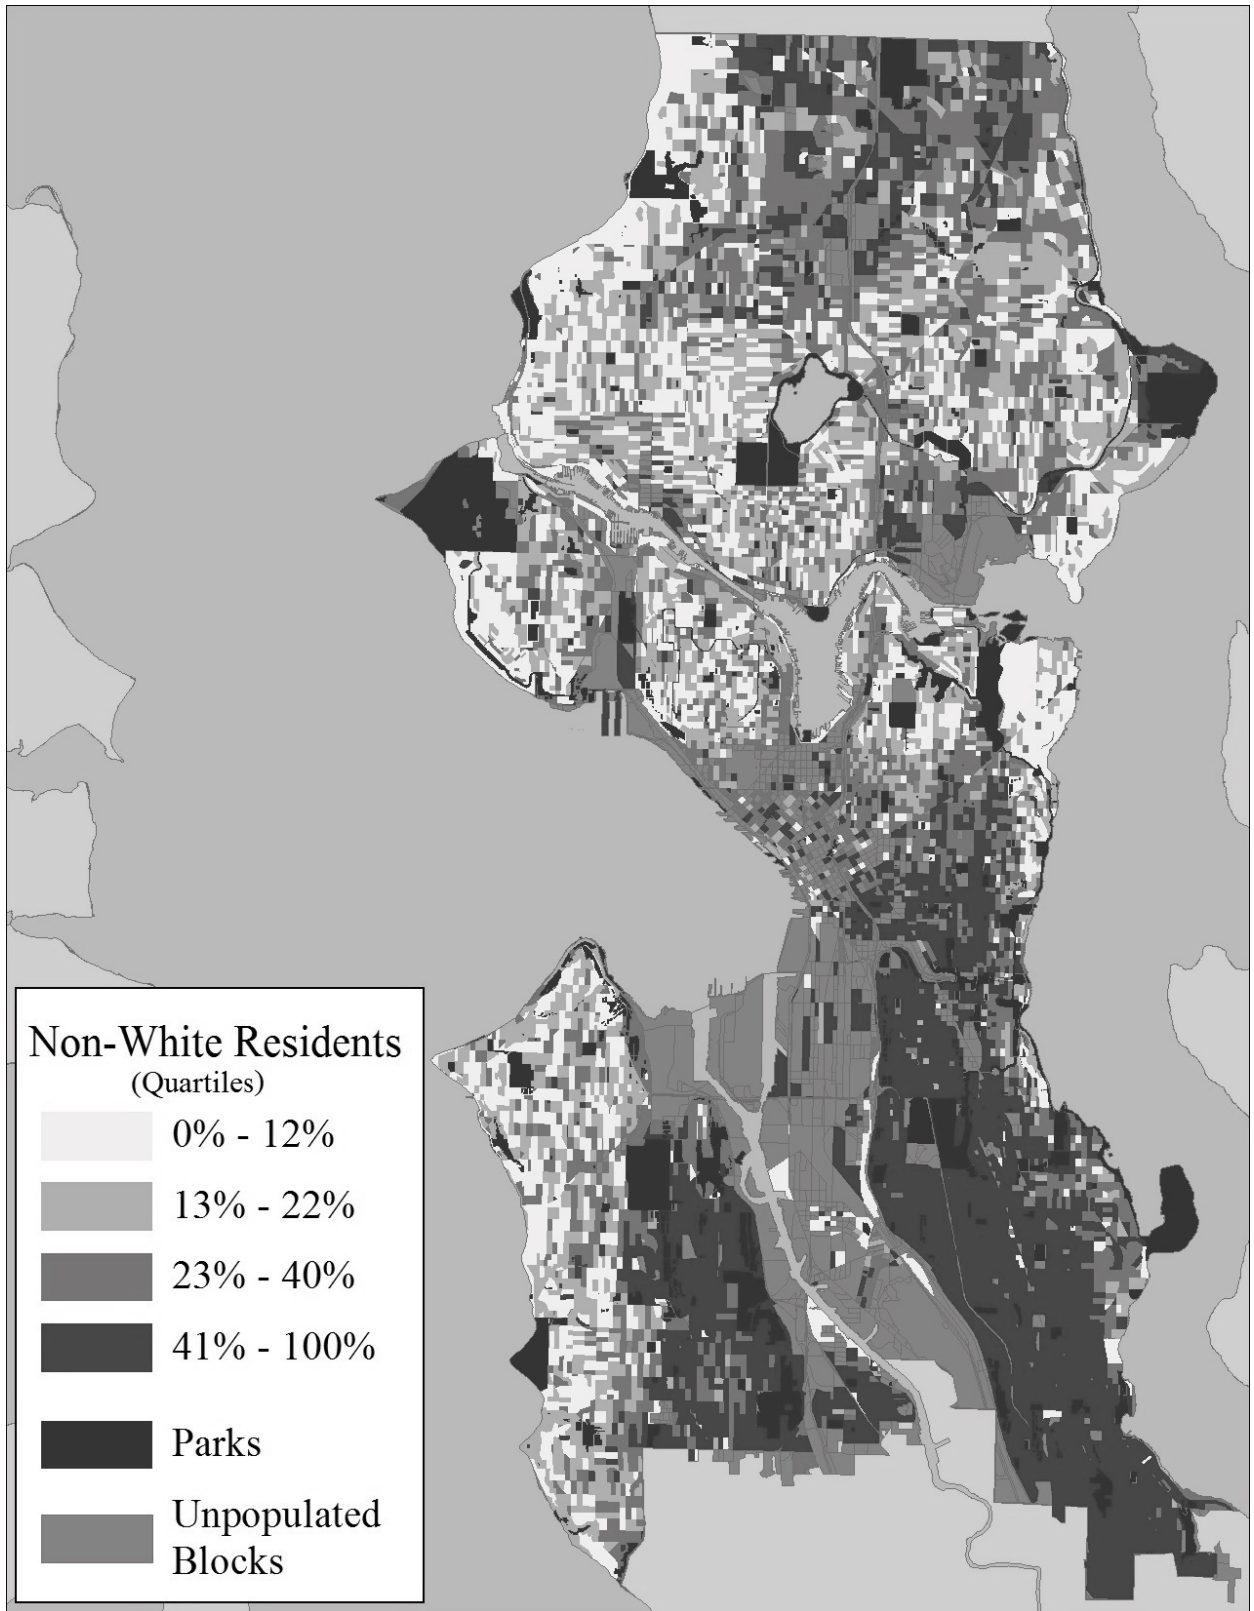 Non-White Residents
(Quartiles)
0% - 12%
13% - 22%
23% - 40%
41% - 100%
Parks
Unpopulated
Blocks